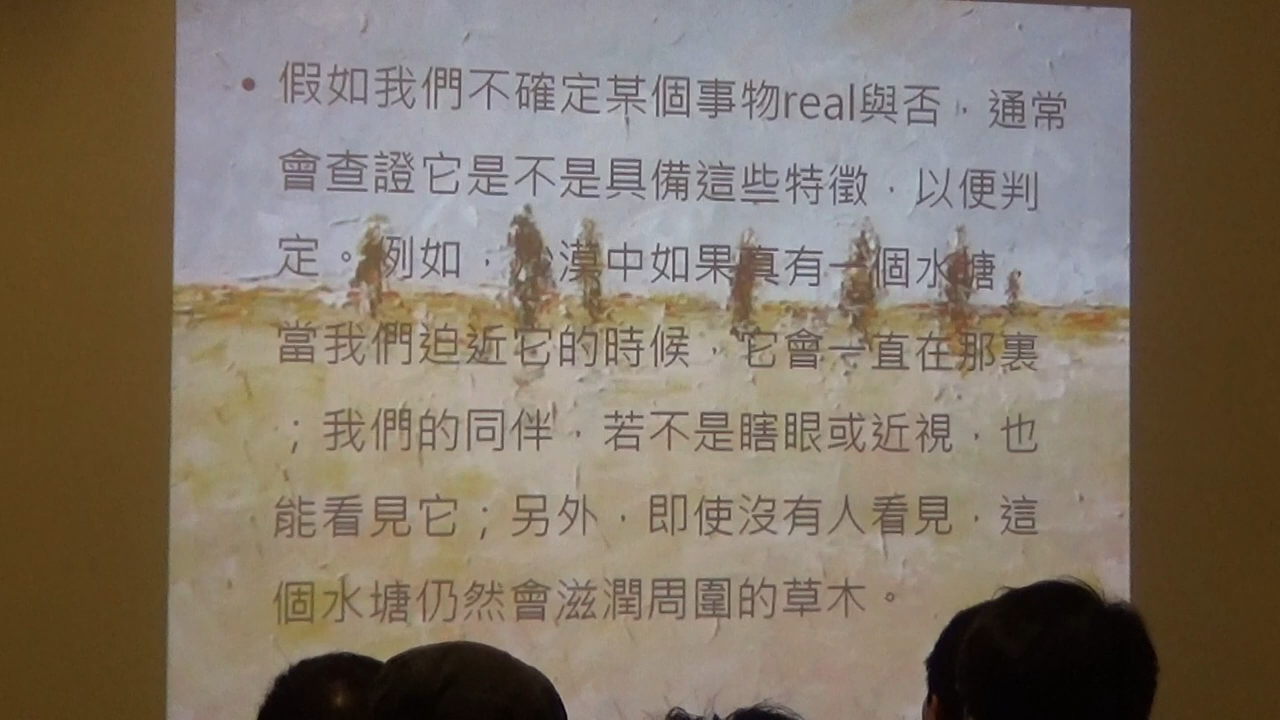 • 假如我們不確定某個事物real與否，通常
會查證它是不是具備這些特徵，以便判
定。例如，沙漠中如果真有一個水塘，
當我們迫近它的時候，它會一直在那裏
；我們的同伴，若不是瞎眼或近視，也
能看見它；另外，即使沒有人看見，這
個水塘仍然會滋潤周圍的草木。